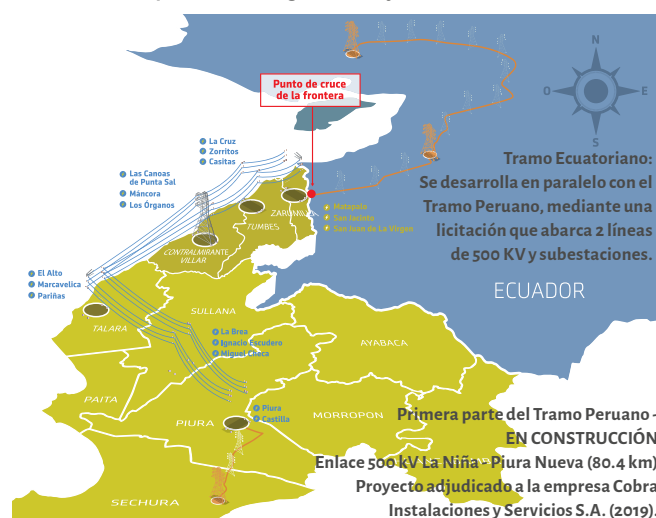 Punto de cruce
de la frontera
N
O
E
S
La Cruz
Zorritos
Casitas
Las Canoas
de Punta Sal
Máncora
Los Órganos
Matapalo
San Jacinto
San Juan de La Virgen
ZARUMILLA
TUMBES
CONTRALMIRANTE
VILLAR
Tramo Ecuatoriano:
Se desarrolla en paralelo con el
Tramo Peruano, mediante una
licitación que abarca 2 líneas
de 500 KV y subestaciones.
ECUADOR
El Alto
Marcavelica
Pariñas
TALARA
SULLANA
La Brea
Ignacio Escudero
Miguel Checa
AYABACA
PAITA
PIURA
Piura
Castilla
MORROPON
SECHURA
Primera parte del Tramo Peruano -
EN CONSTRUCCIÓN
Enlace 500 kV La Niña - Piura Nueva (80.4 km)
Proyecto adjudicado a la empresa Cobra
Instalaciones y Servicios S.A. (2019).